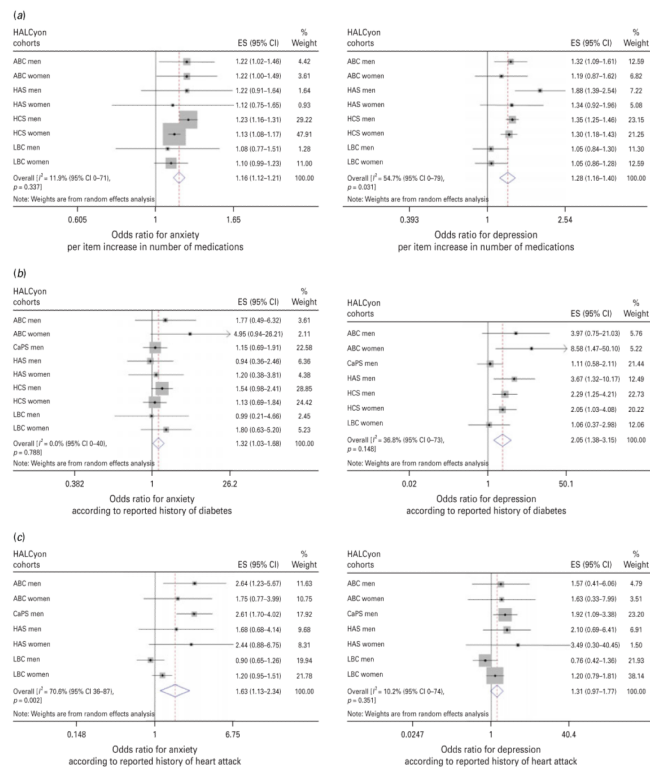 (a)
HALCyon
cohorts
ES (95% CI)
%
Weight
ABC men 1.22 (1.02–1.46) 4.42
ABC women 1.22 (1.00–1.49) 3.61
HAS men 1.22 (0.91–1.64) 1.64
HAS women 1.12 (0.75–1.65) 0.93
HCS men 1.23 (1.16–1.31) 29.22
HCS women 1.13 (1.08–1.17) 47.91
LBC men 1.08 (0.77–1.51) 1.28
LBC women 1.10 (0.99–1.23) 11.00
Overall [I² = 11.9% (95% CI 0–71), 1.16 (1.12–1.21) 100.00
p = 0.337]
Note: Weights are from random effects analysis
0.605 1 1.65
Odds ratio for anxiety
per item increase in number of medications
HALCyon
cohorts
ES (95% CI)
%
Weight
ABC men 1.32 (1.09–1.61) 12.59
ABC women 1.19 (0.87–1.62) 6.82
HAS men 1.88 (1.39–2.54) 7.22
HAS women 1.34 (0.92–1.96) 5.08
HCS men 1.35 (1.25–1.46) 23.15
HCS women 1.30 (1.18–1.43) 21.25
LBC men 1.05 (0.84–1.30) 11.30
LBC women 1.05 (0.86–1.28) 12.59
Overall [I² = 54.7% (95% CI 0–79), 1.28 (1.16–1.40) 100.00
p = 0.031]
Note: Weights are from random effects analysis
0.393 1 2.54
Odds ratio for depression
per item increase in number of medications
(b)
HALCyon
cohorts
ES (95% CI)
%
Weight
ABC men 1.77 (0.49–6.32) 3.61
ABC women 4.95 (0.94–26.21) 2.11
CaPS men 1.15 (0.69–1.91) 22.58
HAS men 0.94 (0.36–2.46) 6.36
HAS women 1.20 (0.38–3.81) 4.38
HCS men 1.54 (0.98–2.41) 28.85
HCS women 1.13 (0.69–1.84) 24.42
LBC men 0.99 (0.21–4.66) 2.45
LBC women 1.80 (0.63–5.20) 5.23
Overall [I² = 0.0% (95% CI 0–40), 1.32 (1.03–1.68) 100.00
p = 0.788]
Note: Weights are from random effects analysis
0.382 1 26.2
Odds ratio for anxiety
according to reported history of diabetes
HALCyon
cohorts
ES (95% CI)
%
Weight
ABC men 3.97 (0.75–21.03) 5.76
ABC women 8.58 (1.47–50.10) 5.22
CaPS men 1.11 (0.58–2.11) 21.44
HAS men 3.67 (1.32–10.17) 12.49
HCS men 2.29 (1.25–4.21) 22.73
HCS women 2.05 (1.03–4.08) 20.22
LBC women 1.06 (0.37–2.98) 12.06
Overall [I² = 36.8% (95% CI 0–73), 2.05 (1.38–3.15) 100.00
p = 0.148]
Note: Weights are from random effects analysis
0.02 1 50.1
Odds ratio for depression
according to reported history of diabetes
(c)
HALCyon
cohorts
ES (95% CI)
%
Weight
ABC men 2.64 (1.23–5.67) 11.63
ABC women 1.75 (0.77–3.99) 10.75
CaPS men 2.61 (1.70–4.02) 17.92
HAS men 1.68 (0.68–4.14) 9.68
HAS women 2.44 (0.88–6.75) 8.31
LBC men 0.90 (0.65–1.26) 19.94
LBC women 1.20 (0.95–1.51) 21.78
Overall [I² = 70.6% (95% CI 36–87), 1.63 (1.13–2.34) 100.00
p = 0.002]
Note: Weights are from random effects analysis
0.148 1 6.75
Odds ratio for anxiety
according to reported history of heart attack
HALCyon
cohorts
ES (95% CI)
%
Weight
ABC men 1.57 (0.41–6.06) 4.79
ABC women 1.63 (0.33–7.99) 3.51
CaPS men 1.92 (1.09–3.38) 23.20
HAS men 2.10 (0.69–6.41) 6.91
HAS women 3.49 (0.30–40.45) 1.50
LBC men 0.76 (0.42–1.36) 21.93
LBC women 1.20 (0.79–1.81) 38.14
Overall [I² = 10.2% (95% CI 0–74), 1.31 (0.97–1.77) 100.00
p = 0.351]
Note: Weights are from random effects analysis
0.0247 1 40.4
Odds ratio for depression
according to reported history of heart attack